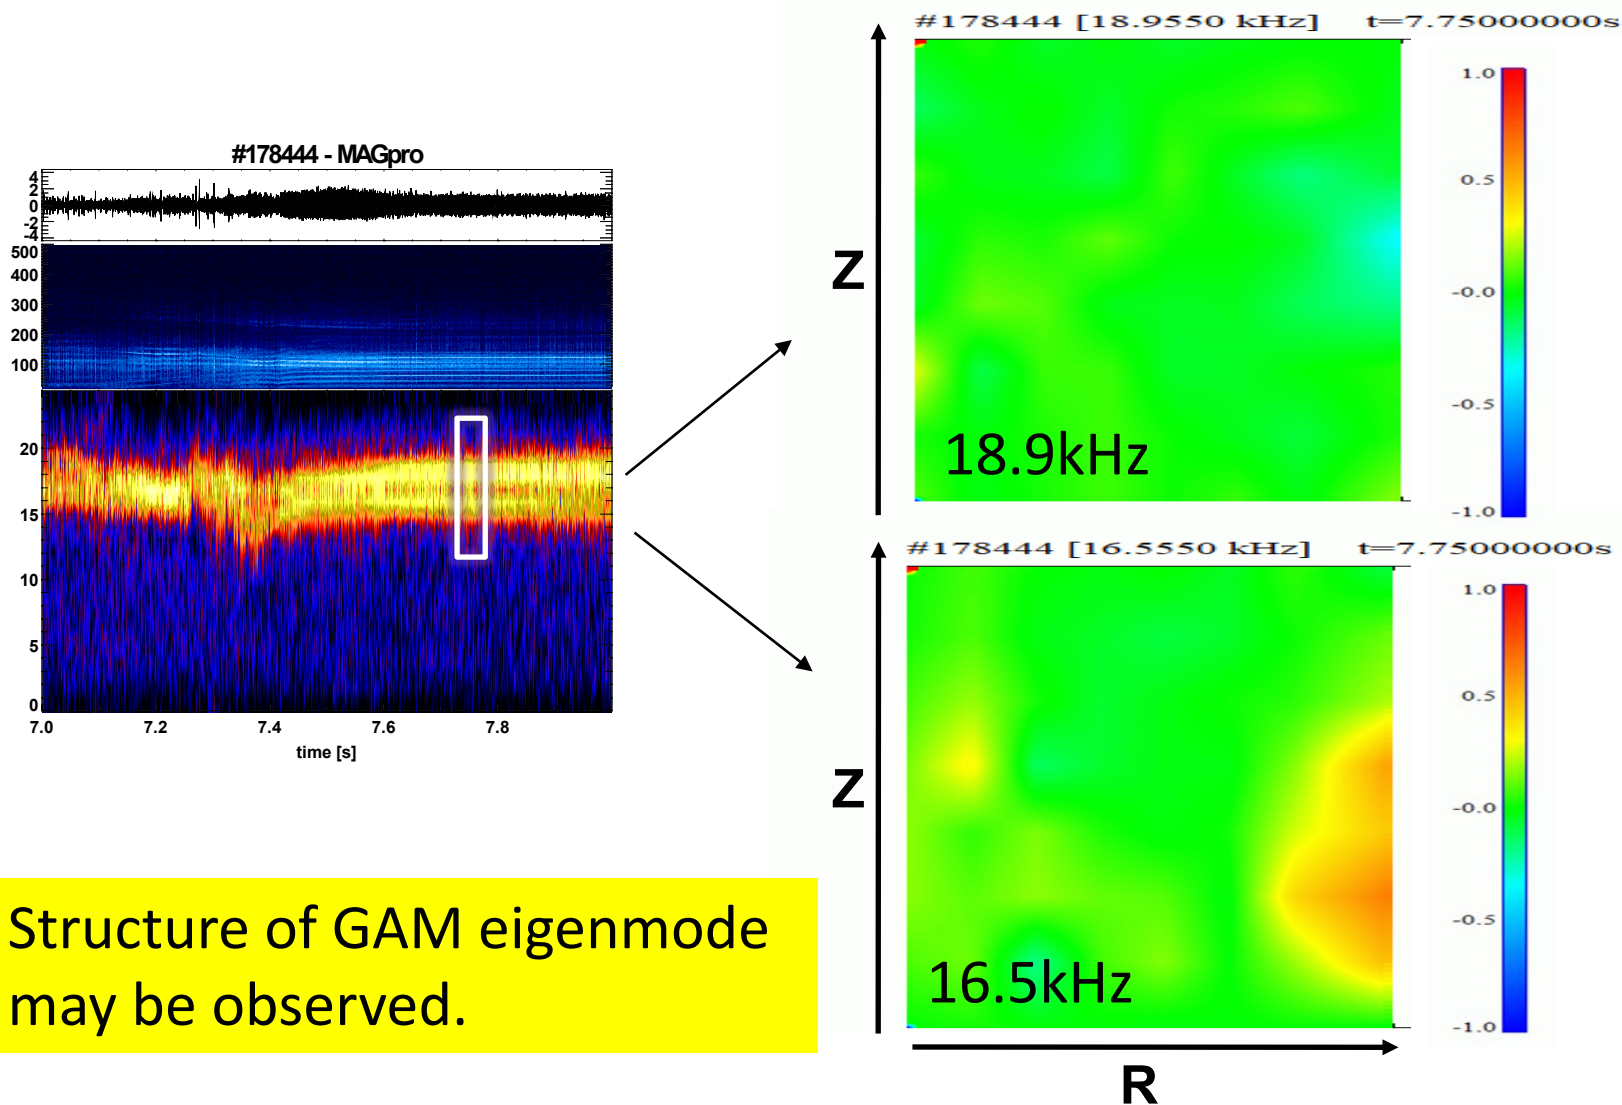 #178444 - MAGpro
4
2
0
-2
-4
500
400
300
200
100
20
15
10
5
0
7.0 7.2 7.4 7.6 7.8
time [s]
Structure of GAM eigenmode
may be observed.
#178444 [18.9550 kHz] t=7.75000000s
Z
18.9kHz
1.0
0.5
-0.0
-0.5
-1.0
#178444 [16.5550 kHz] t=7.75000000s
Z
16.5kHz
1.0
0.5
-0.0
-0.5
-1.0
R